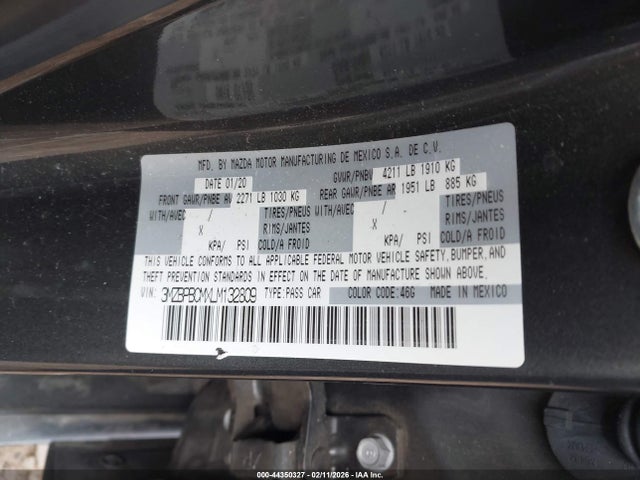 MFD. BY MAZDA MOTOR MANUFACTURING DE MEXICO S.A. DE C.V.
DATE 01/20 GVWR/PNBV 4211 LB 1910 KG
FRONT GAWR/PNBE AV 2271 LB 1030 KG REAR GAWR/PNBE AR 1951 LB 885 KG
WITH/AVEC / TIRES/PNEUS WITH/AVEC / TIRES/PNEUS
X RIMS/JANTES X RIMS/JANTES
KPA/ PSI COLD/A FROID KPA/ PSI COLD/A FROID
THIS VEHICLE CONFORMS TO ALL APPLICABLE FEDERAL MOTOR VEHICLE SAFETY, BUMPER, AND
THEFT PREVENTION STANDARDS IN EFFECT ON THE DATE OF MANUFACTURE SHOWN ABOVE.
VIN: 3MZBPBCMXLM132809 TYPE: PASS CAR COLOR CODE: 46G MADE IN MEXICO
000-44350327 - 02/11/2026 - Copyright IAA, Inc.